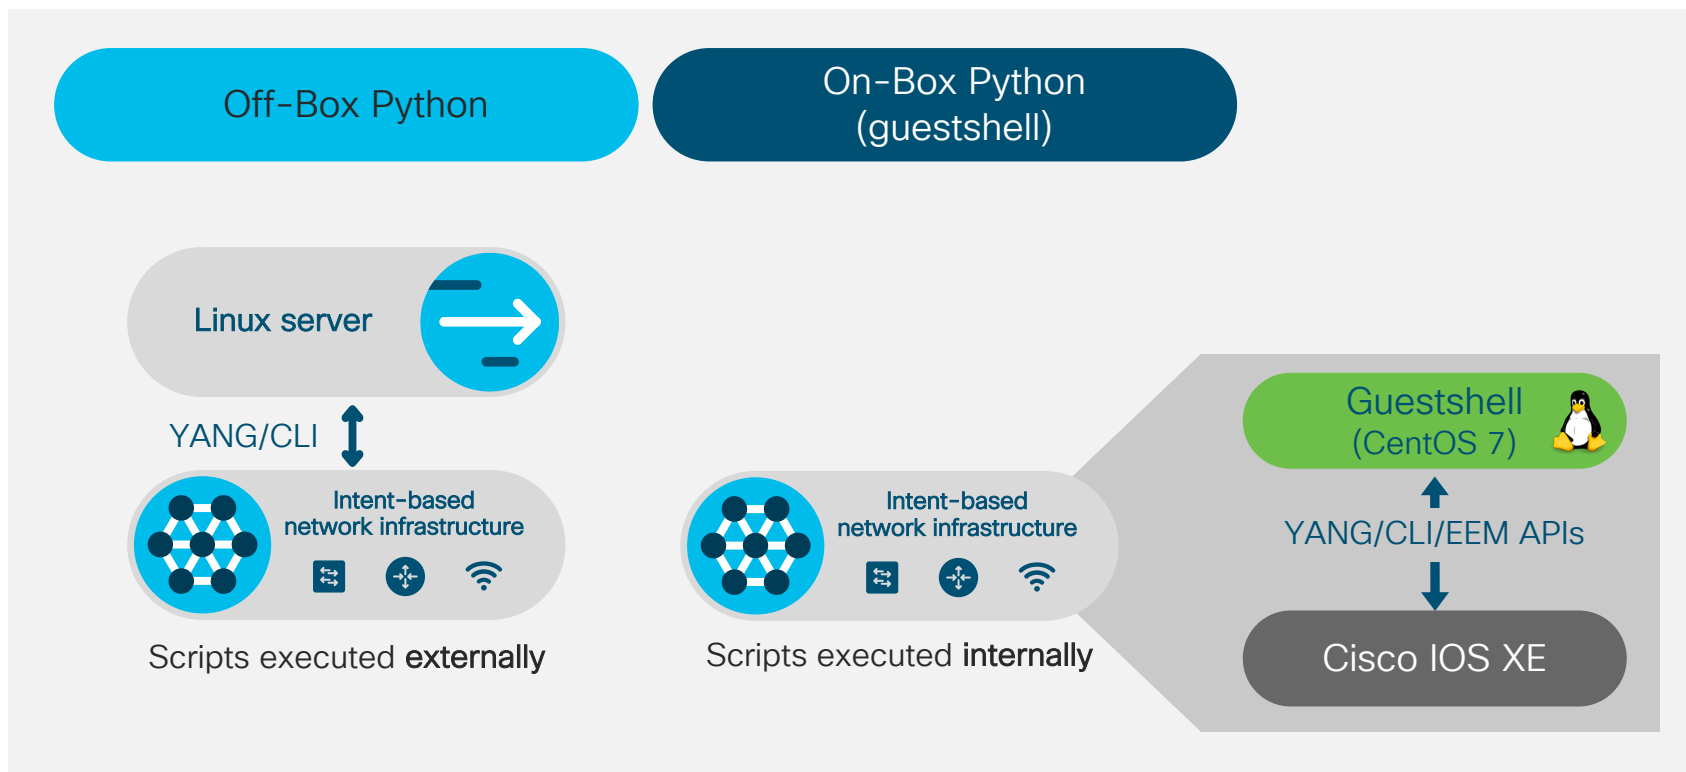 Off-Box Python
On-Box Python
(guestshell)
Linux server
YANG/CLI
Intent-based
network infrastructure
Scripts executed externally
Intent-based
network infrastructure
Scripts executed internally
Guestshell
(CentOS 7)
YANG/CLI/EEM APIs
Cisco IOS XE